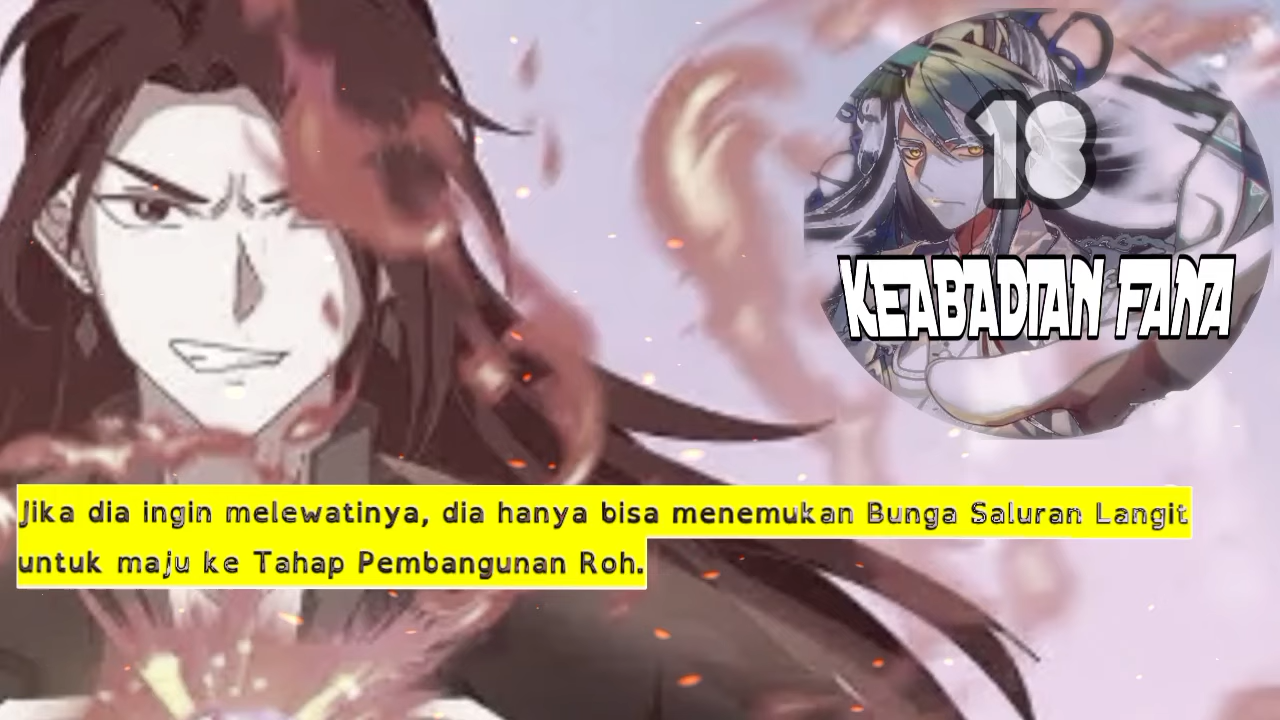 18
KEABADIAN FANA
Jika dia ingin melewatinya, dia hanya bisa menemukan Bunga Saluran Langit
untuk maju ke Tahap Pembangunan Roh.